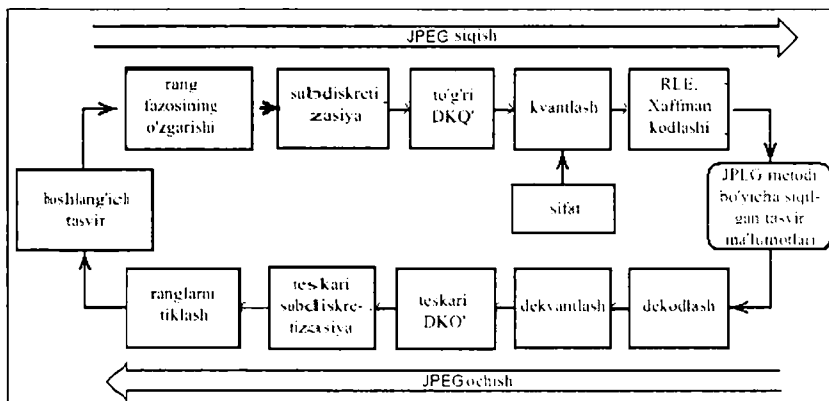 JPEG siqish
rang
fazosining
o'zgarishi
subdiskreti
zasiya
to'g'ri
DKQ'
kvantlash
RLE.
Xaffman
kodlashi
boshlang'ich
tasvir
sifat
JPEG metodi
bo'yicha siqil-
gan tasvir
ma'lumotlari
ranglarni
tiklash
teskari
subdiskre-
tizasiya
teskari
DKO'
dekvantlash
dekodlash
JPEG ochish